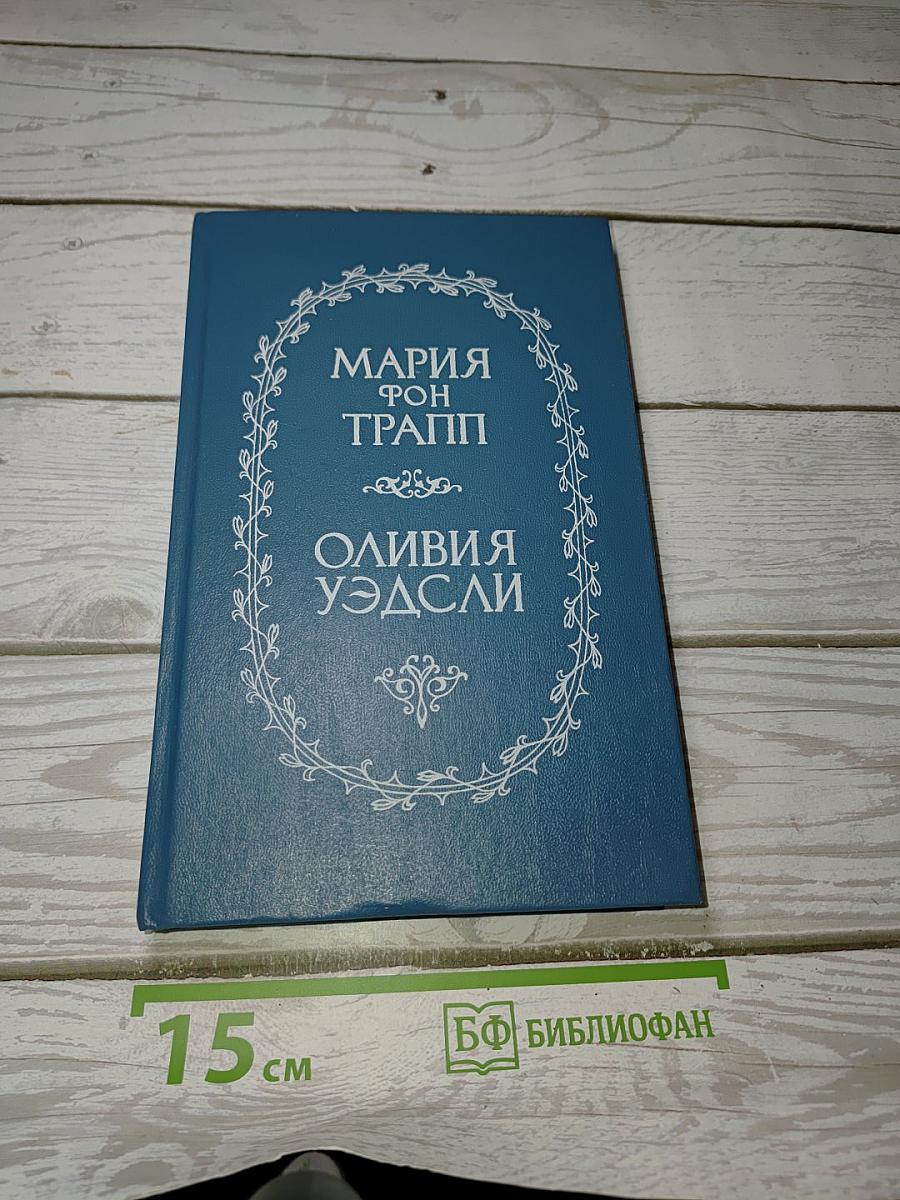 МАРИЯ
ФОН
ТРАПП
ОЛИВИЯ
УЭДСЛИ
15 см
БФ БИБЛИОФАН